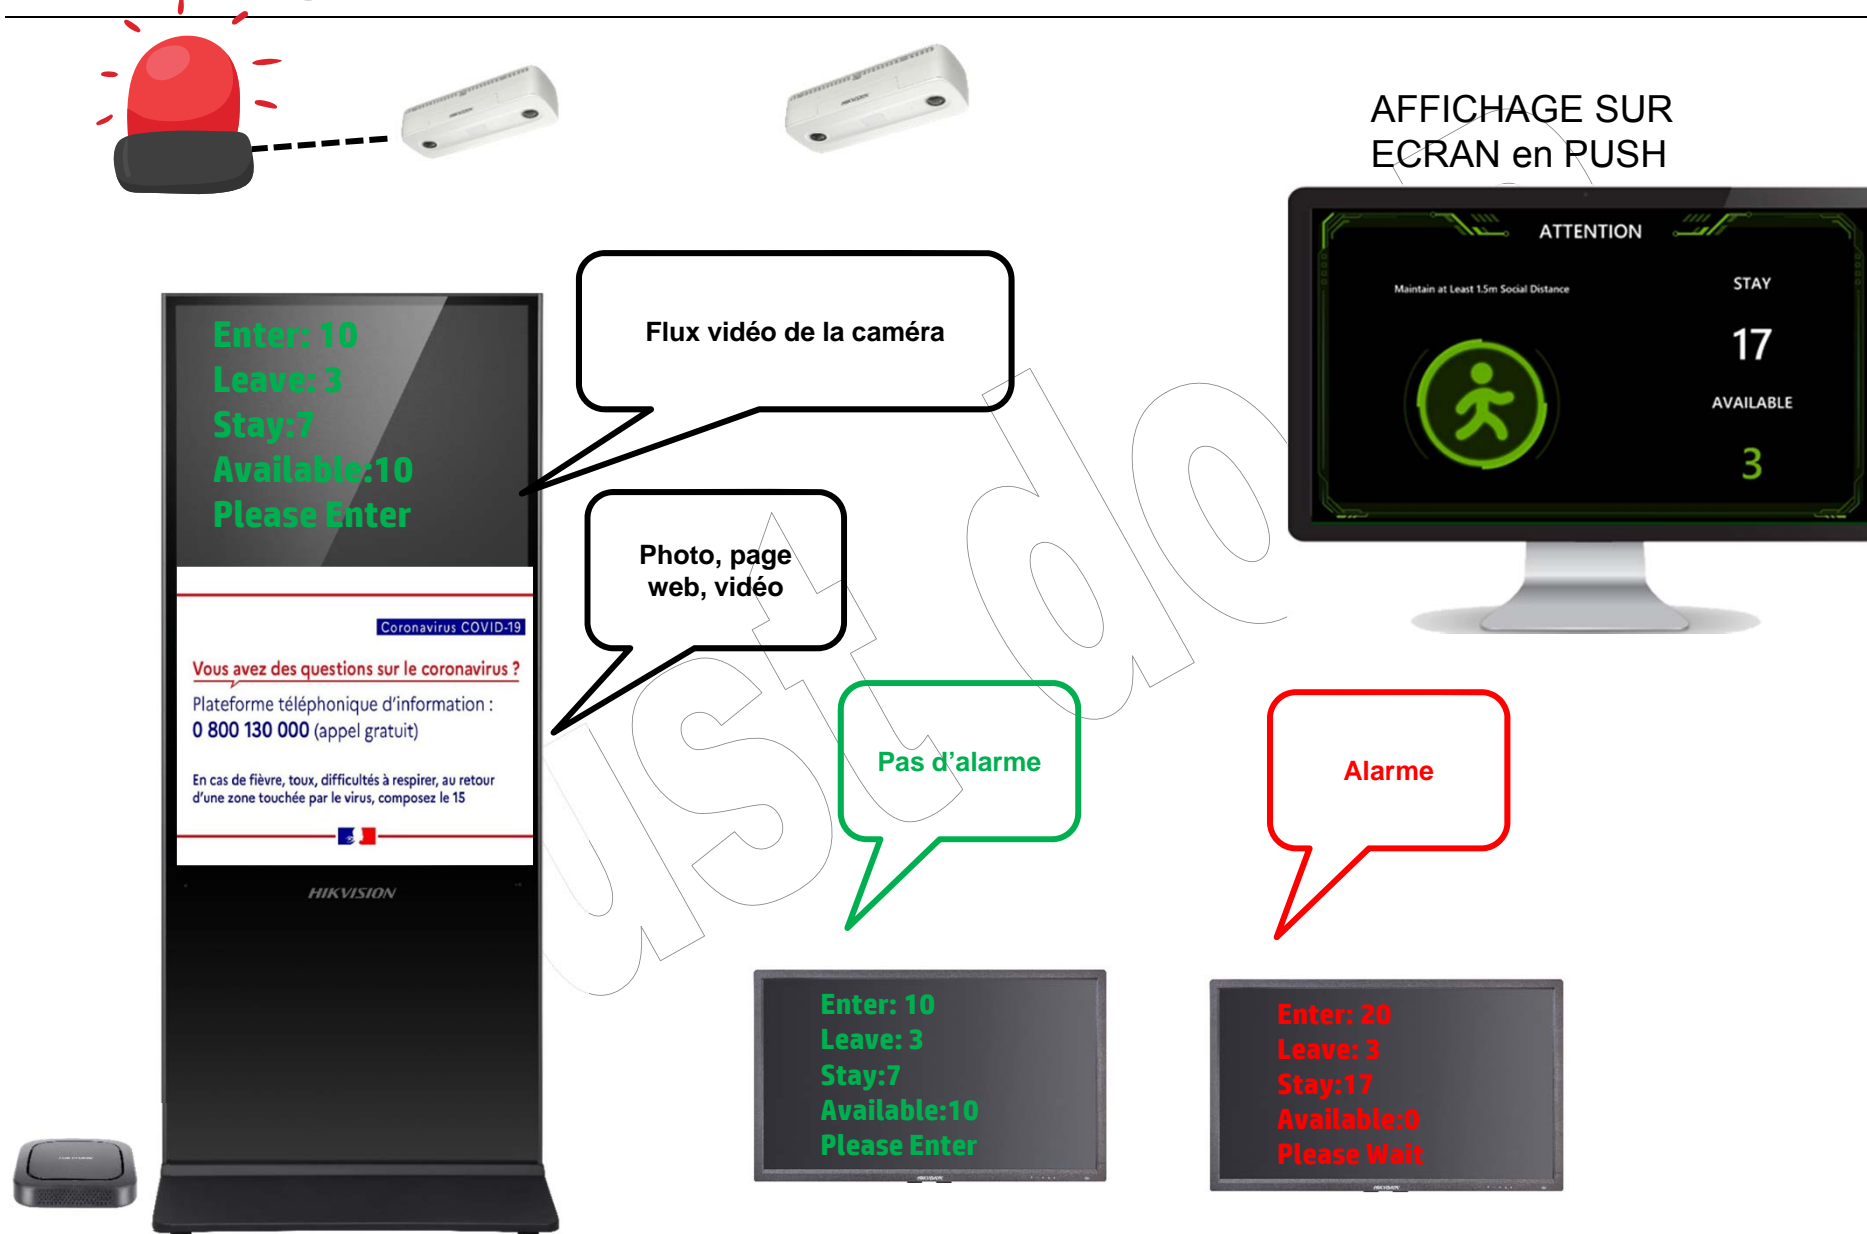 AFFICHAGE SUR
ECRAN en PUSH
ATTENTION
Maintain at Least 1.5m Social Distance
STAY
17
AVAILABLE
3
Flux vidéo de la caméra
Enter: 10
Leave: 3
Stay:7
Available:10
Please Enter
Photo, page
web, vidéo
Coronavirus COVID-19
Vous avez des questions sur le coronavirus ?
Plateforme téléphonique d'information :
0 800 130 000 (appel gratuit)
En cas de fièvre, toux, difficultés à respirer, au retour
d'une zone touchée par le virus, composez le 15
HIKVISION
Pas d'alarme
Alarme
Enter: 10
Leave: 3
Stay:7
Available:10
Please Enter
HIKVISION
Enter: 20
Leave: 3
Stay:17
Available:0
Please Wait
HIKVISION
ust do